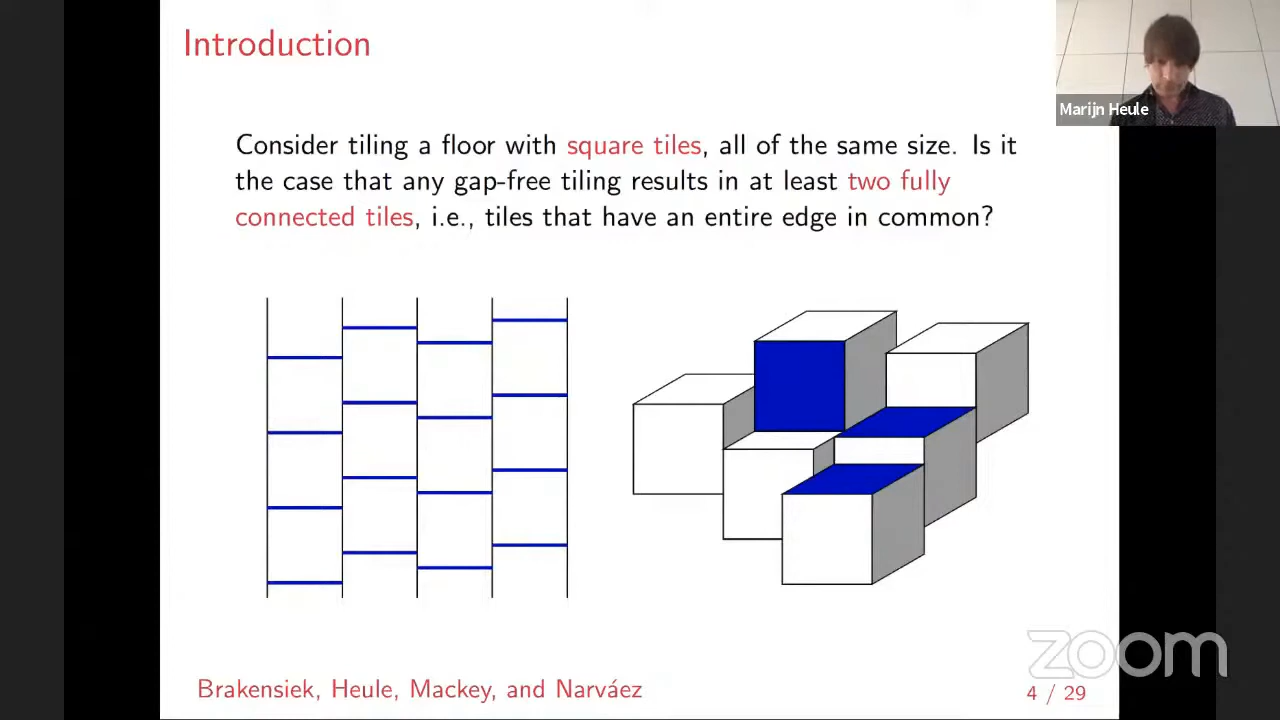 Introduction
Marijn Heule
Consider tiling a floor with square tiles, all of the same size. Is it
the case that any gap-free tiling results in at least two fully
connected tiles, i.e., tiles that have an entire edge in common?
zoom
Brakensiek, Heule, Mackey, and Narváez
4 / 29